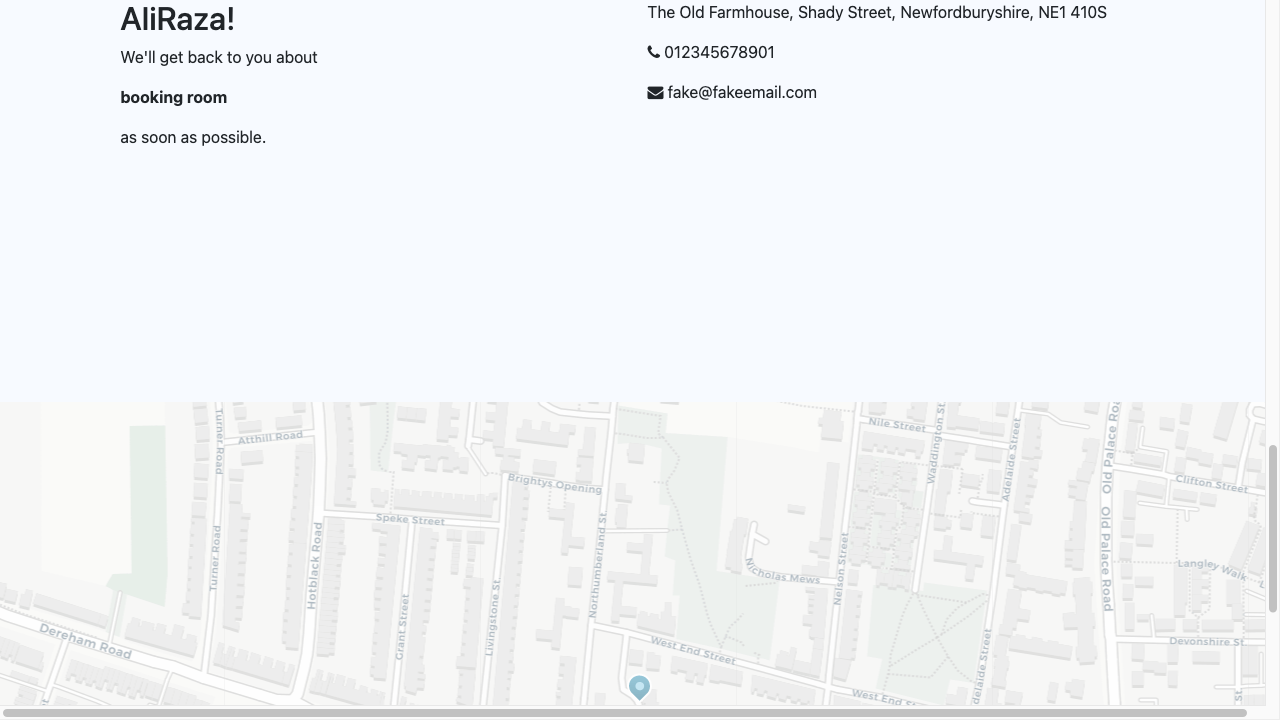 AliRaza!
We'll get back to you about
booking room
as soon as possible.
The Old Farmhouse, Shady Street, Newfordburyshire, NE1 410S
012345678901
fake@fakeemail.com
Turner Road
Atthill Road
Brightys Opening
Speke Street
Turner Road
Hotblack Road
Grant Street
Livingstone St.
Northumberland St.
Dereham Road
Nile Street
Waddington St.
Adelaide Street
Old Palace Road
Old Palace Road
Clifton Street
Nicholas Mews
Nelson Street
Langley Walk
West End Street
West End St
Devonshire St.
St.